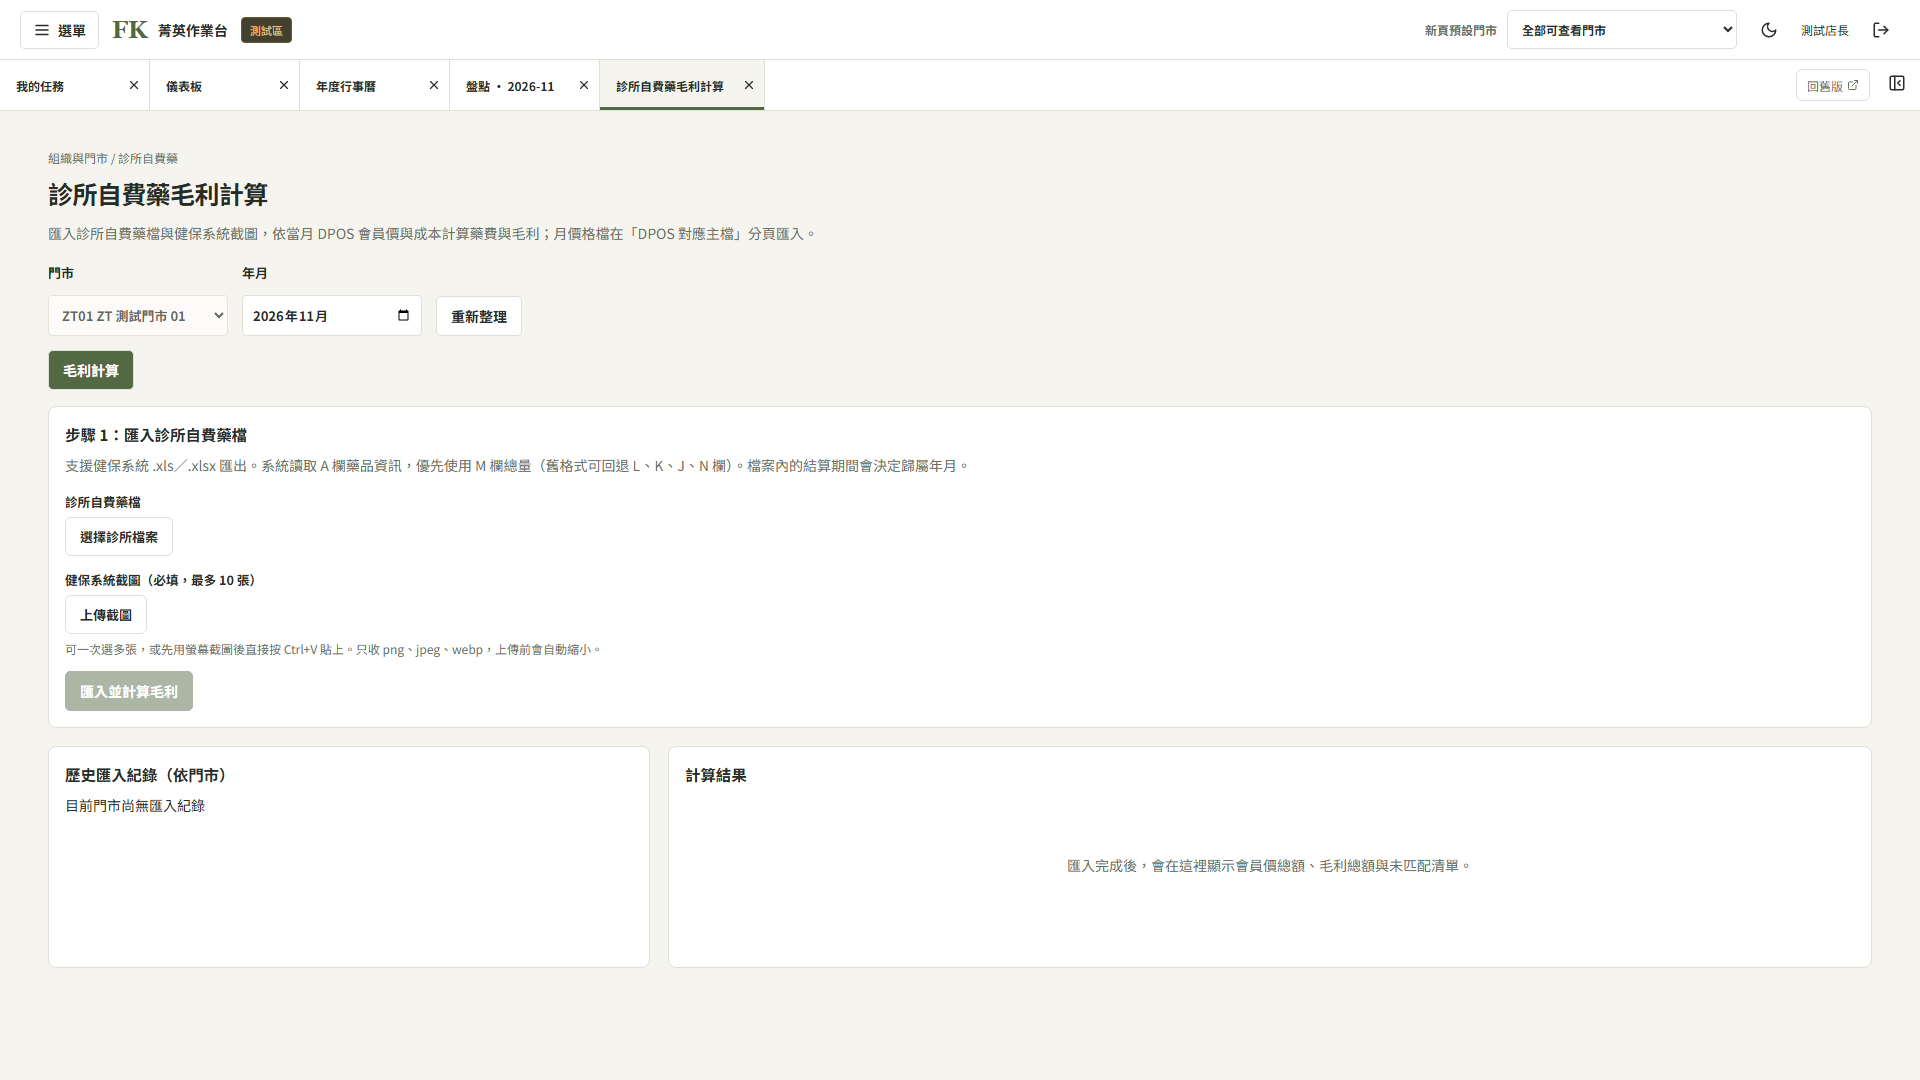 選單
FK 菁英作業台
測試區
新頁預設門市
全部可查看門市
測試店長
我的任務
儀表板
年度行事曆
盤點 · 2026-11
診所自費藥毛利計算
回舊版
組織與門市 / 診所自費藥
診所自費藥毛利計算
匯入診所自費藥檔與健保系統截圖，依當月 DPOS 會員價與成本計算藥費與毛利；月價格檔在「DPOS 對應主檔」分頁匯入。
門市
年月
ZT01 ZT 測試門市 01
2026年11月
重新整理
毛利計算
步驟 1：匯入診所自費藥檔
支援健保系統 .xls／.xlsx 匯出。系統讀取 A 欄藥品資訊，優先使用 M 欄總量（舊格式可回退 L、K、J、N 欄）。檔案內的結算期間會決定歸屬年月。
診所自費藥檔
選擇診所檔案
健保系統截圖（必填，最多 10 張）
上傳截圖
可一次選多張，或先用螢幕截圖後直接按 Ctrl+V 貼上。只收 png、jpeg、webp，上傳前會自動縮小。
匯入並計算毛利
歷史匯入紀錄（依門市）
目前門市尚無匯入紀錄
計算結果
匯入完成後，會在這裡顯示會員價總額、毛利總額與未匹配清單。